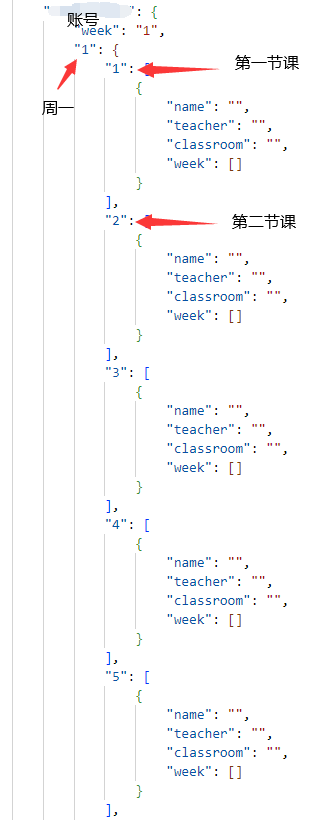 "账号": {
"week": "1",
"1": {
周一
"1": [ 第一节课
{
"name": "",
"teacher": "",
"classroom": "",
"week": []
}
],
"2": [ 第二节课
{
"name": "",
"teacher": "",
"classroom": "",
"week": []
}
],
"3": [
{
"name": "",
"teacher": "",
"classroom": "",
"week": []
}
],
"4": [
{
"name": "",
"teacher": "",
"classroom": "",
"week": []
}
],
"5": [
{
"name": "",
"teacher": "",
"classroom": "",
"week": []
}
],